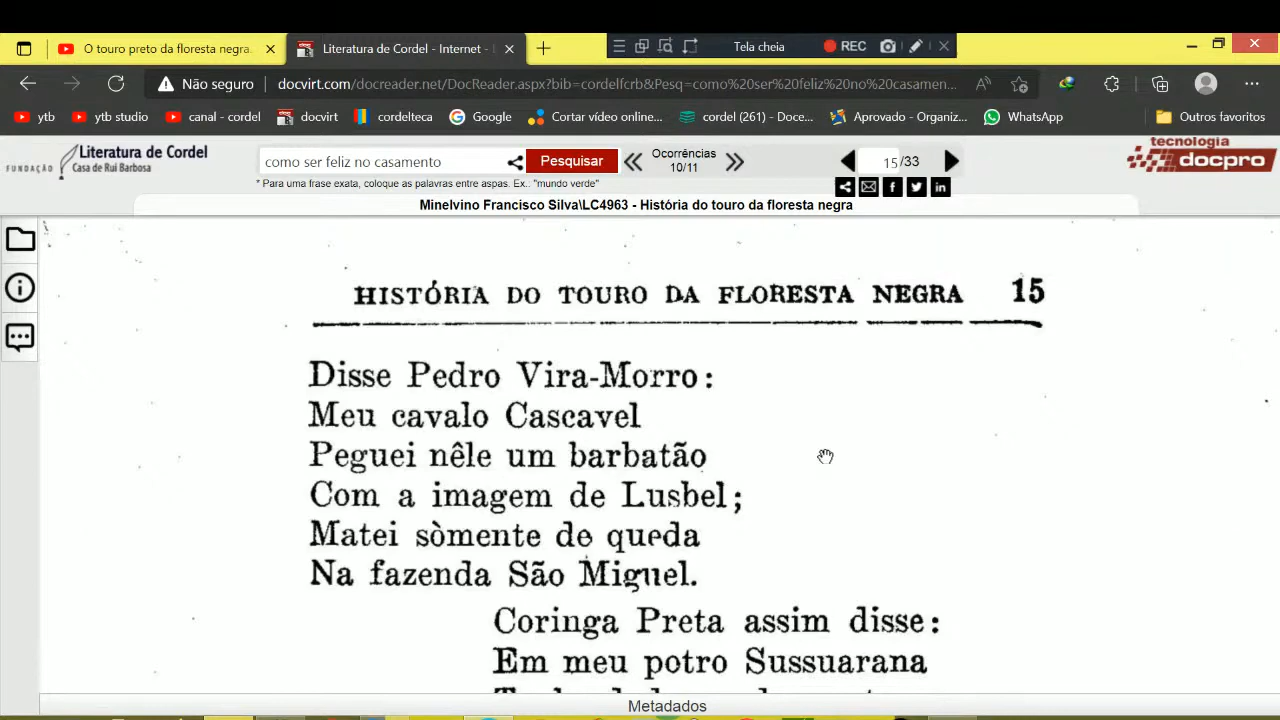 O touro preto da floresta negra.
Literatura de Cordel - Internet - 
Tela cheia
REC
Não seguro
docvirt.com/docreader.net/DocReader.aspx?bib=cordelfcrb&Pesq=como%20ser%20feliz%20no%20casamen...
ytb
ytb studio
canal - cordel
docvirt
cordelteca
Google
Cortar vídeo online...
cordel (261) - Doce...
Aprovado - Organiz...
WhatsApp
Outros favoritos
FUNDAÇÃO
Literatura de Cordel
Casa de Rui Barbosa
como ser feliz no casamento
Pesquisar
* Para uma frase exata, coloque as palavras entre aspas. Ex.: "mundo verde"
Ocorrências
10/11
15 /33
tecnologia
docpro
Minelvino Francisco Silva\LC4963 - História do touro da floresta negra
HISTÓRIA DO TOURO DA FLORESTA NEGRA 15
Disse Pedro Vira-Morro:
Meu cavalo Cascavel
Peguei nêle um barbatão
Com a imagem de Lusbel;
Matei sòmente de queda
Na fazenda São Miguel.
Coringa Preta assim disse:
Em meu potro Sussuarana
Metadados